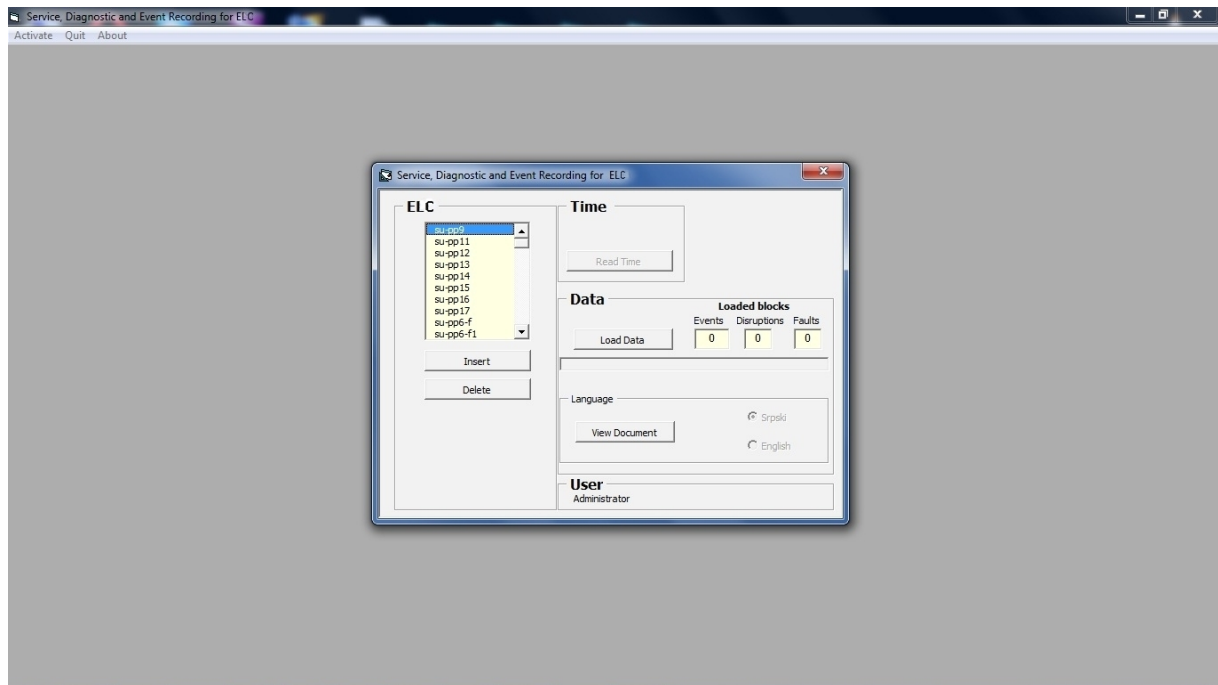 Service, Diagnostic and Event Recording for ELC
Activate Quit About
Service, Diagnostic and Event Recording for ELC
ELC
su-pp9
su-pp11
su-pp12
su-pp13
su-pp14
su-pp15
su-pp16
su-pp17
su-pp6-f
su-pp6-f1
Insert
Delete
Time
Read Time
Data
Loaded blocks
Events Disruptions Faults
Load Data 0 0 0
Language
View Document
Srpski
English
User
Administrator